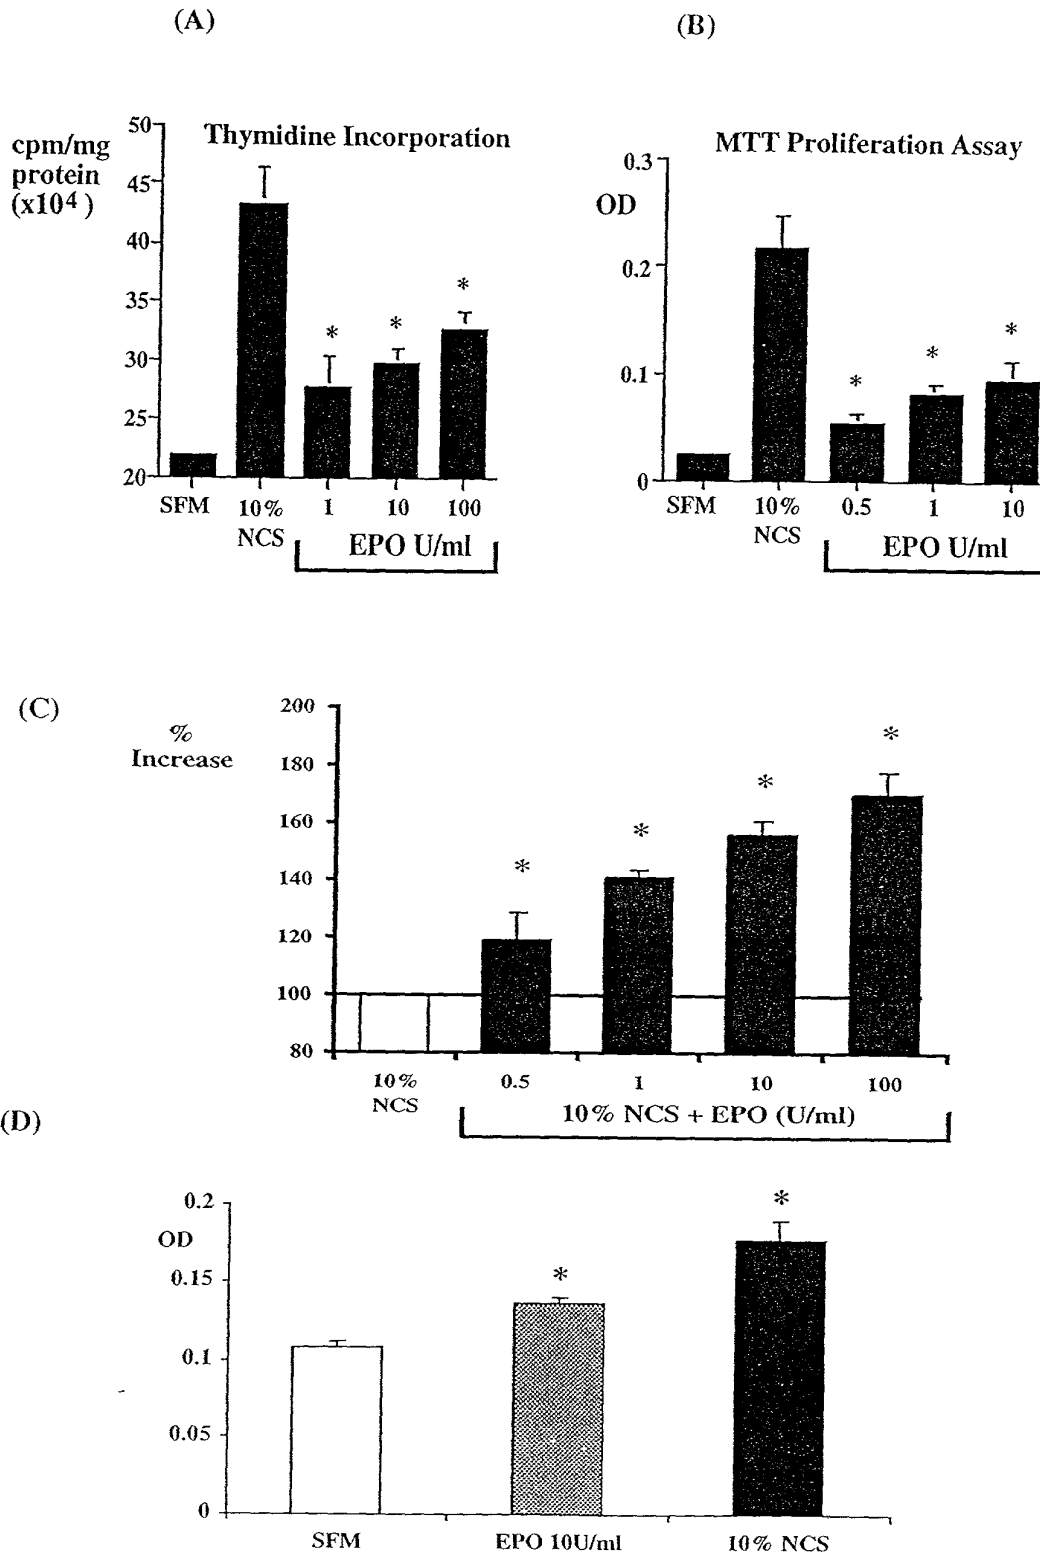 (A)
(B)
Thymidine Incorporation
cpm/mg
protein
(x10⁴)
50
45
40
35
30
25
20
*
*
*
SFM
10%
1
10
100
NCS
EPO U/ml
MTT Proliferation Assay
OD
0.3
0.2
0.1
0
*
*
*
SFM
10%
0.5
1
10
NCS
EPO U/ml
(C)
%
Increase
200
180
160
140
120
100
80
*
*
*
*
10%
0.5
1
10
100
NCS
10% NCS + EPO (U/ml)
(D)
0.2
OD
0.15
0.1
0.05
0
*
*
SFM
EPO 10U/ml
10% NCS